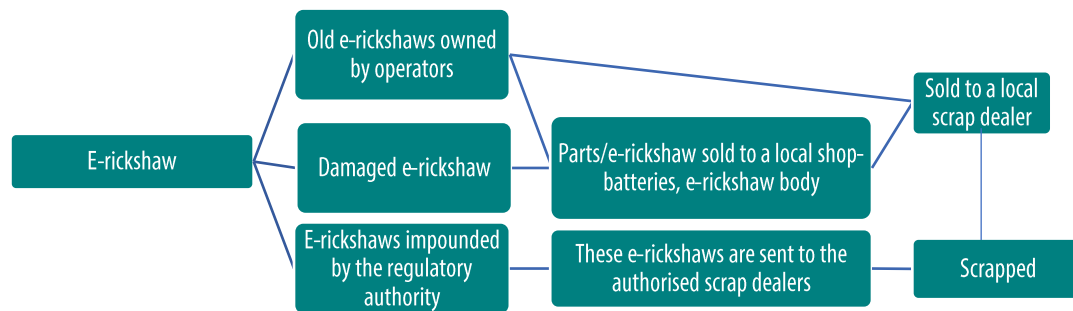 E-rickshaw
Old e-rickshaws owned
by operators
Damaged e-rickshaw
E-rickshaws impounded
by the regulatory
authority
Parts/e-rickshaw sold to a local shop-
batteries, e-rickshaw body
These e-rickshaws are sent to the
authorised scrap dealers
Sold to a local
scrap dealer
Scrapped